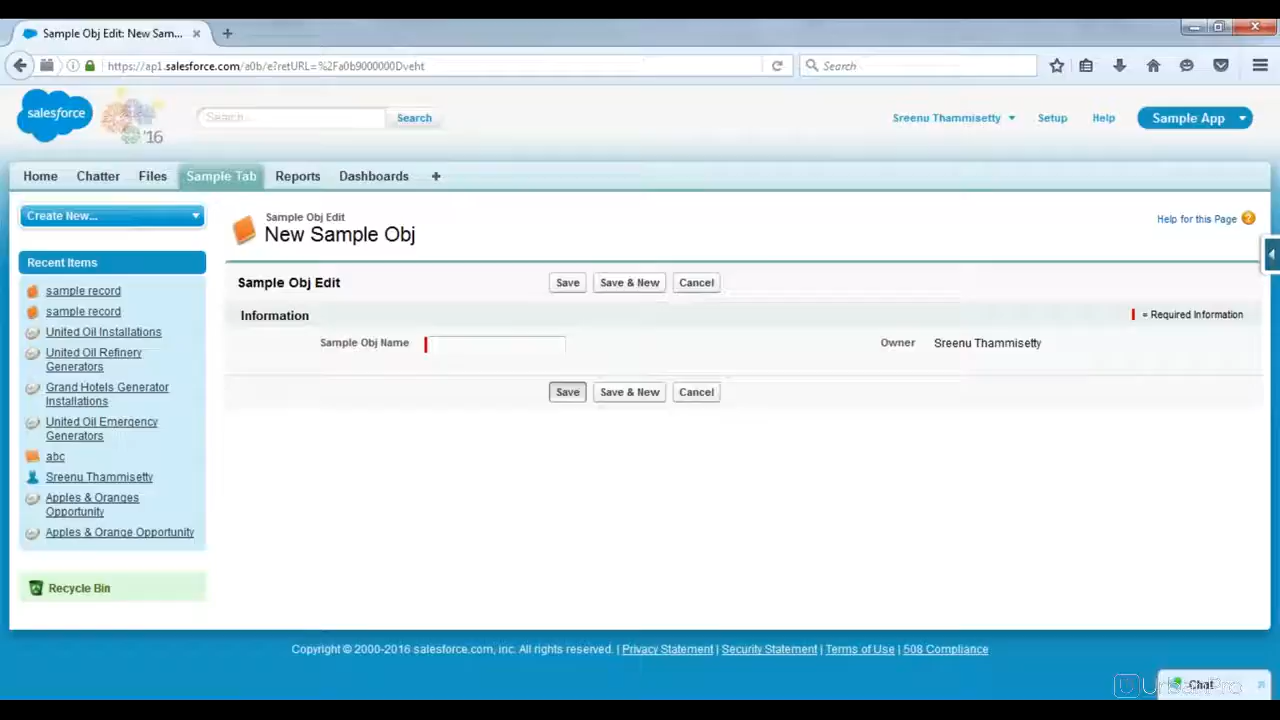 Sample Obj Edit: New Sam...
https://ap1.salesforce.com/a0b/e?retURL=%2Fa0b9000000Dveht
Search
salesforce
'16
Search...
Search
Sreenu Thammisetty
Setup
Help
Sample App
Home
Chatter
Files
Sample Tab
Reports
Dashboards
+
Create New...
Recent Items
sample record
sample record
United Oil Installations
United Oil Refinery
Generators
Grand Hotels Generator
Installations
United Oil Emergency
Generators
abc
Sreenu Thammisetty
Apples & Oranges
Opportunity
Apples & Orange Opportunity
Recycle Bin
Sample Obj Edit
New Sample Obj
Help for this Page
Sample Obj Edit
Save
Save & New
Cancel
Information
= Required Information
Sample Obj Name
Owner
Sreenu Thammisetty
Save
Save & New
Cancel
Copyright © 2000-2016 salesforce.com, inc. All rights reserved. | Privacy Statement | Security Statement | Terms of Use | 508 Compliance
Chat
UrbanPro